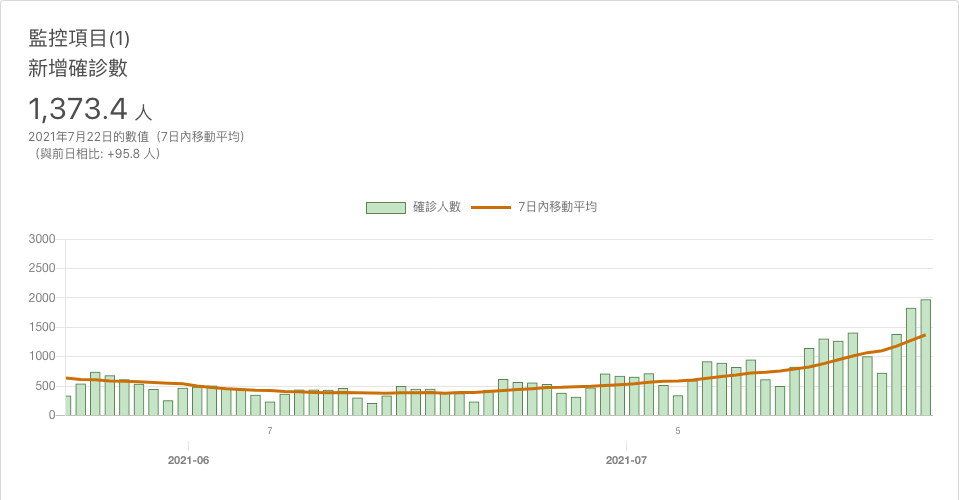 監控項目(1)
新增確診數
1,373.4 人
2021年7月22日的數值（7日內移動平均）
（與前日相比: +95.8 人）
確診人數 7日內移動平均
3000
2500
2000
1500
1000
500
0
7 5
2021-06 2021-07